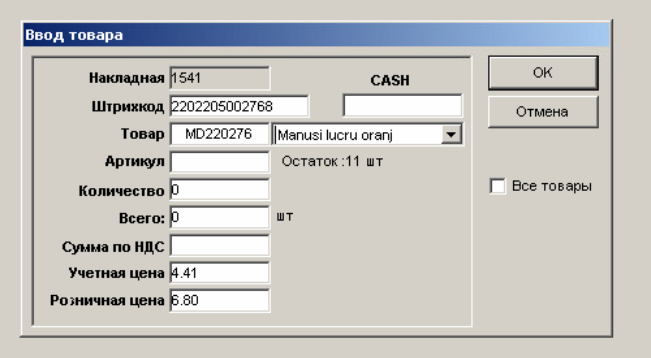 Ввод товара
Накладная 1541 CASH OK
Штрихкод 2202205002768 Отмена
Товар MD220276 Manusi lucru oranj
Артикул Остаток :11 шт
Количество 0 Все товары
Всего: 0 шт
Сумма по НДС
Учетная цена 4.41
Розничная цена 6.80